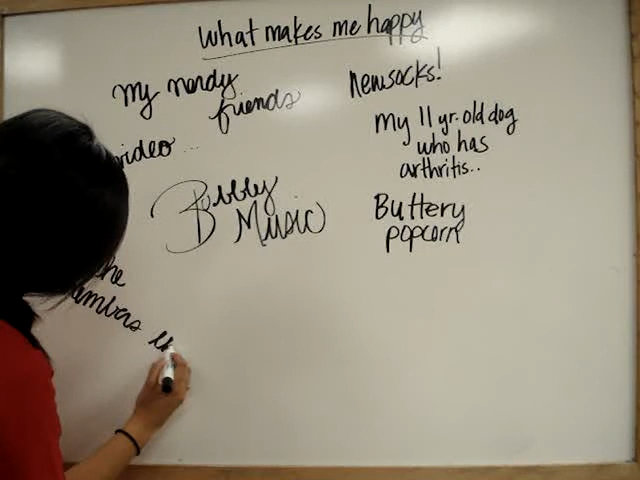 What makes me happy
my nerdy
friends
video ...
Bubbly
Music
he
New socks!
my 11 yr. old dog
who has
arthritis..
Buttery
popcorn